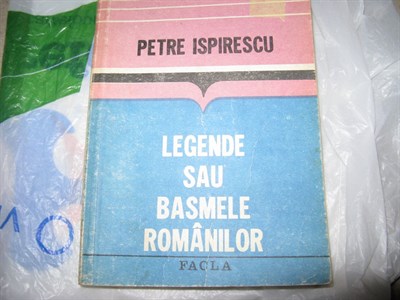 PETRE ISPIRESCU
LEGENDE
SAU
BASMELE
ROMÂNILOR
FACLA